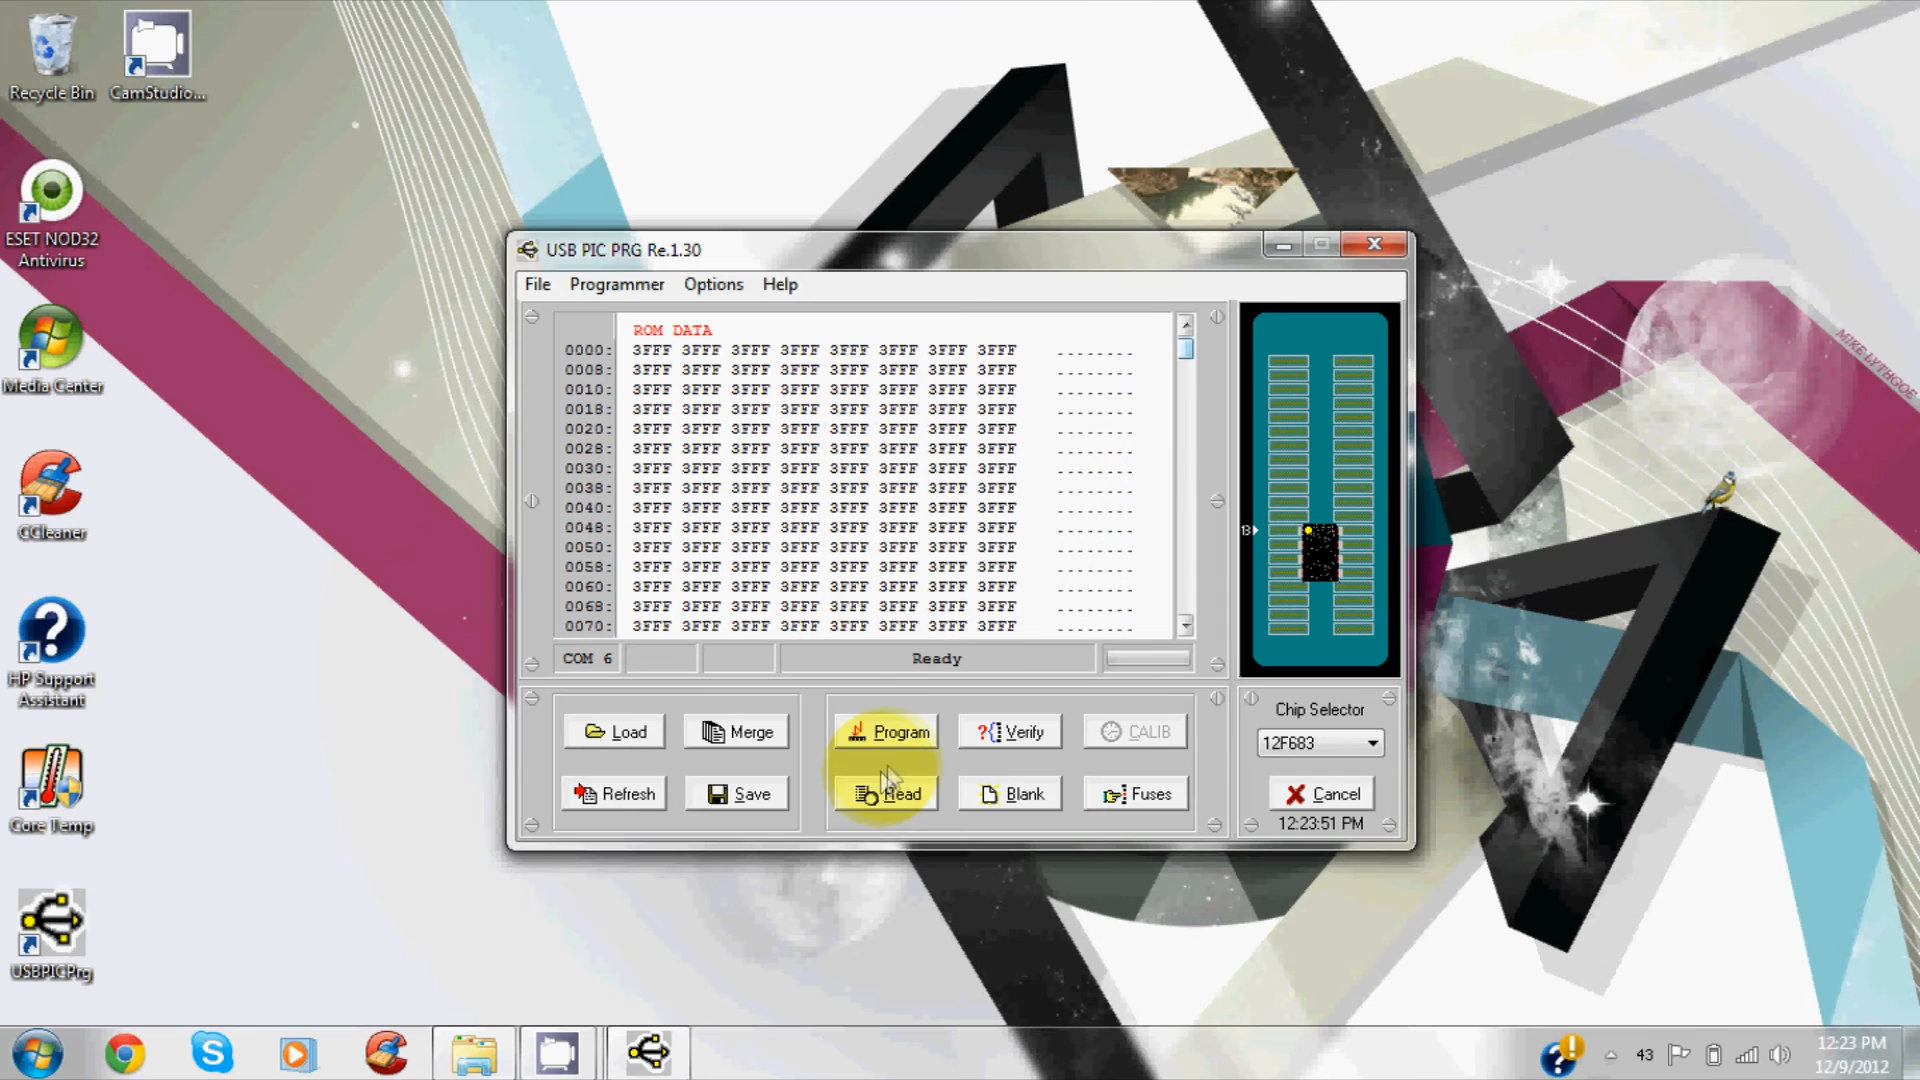 Recycle Bin
CamStudio...
ESET NOD32
Antivirus
Media Center
CCleaner
HP Support
Assistant
Core Temp
USBPICPrg
MIKE LYTHGOE
USB PIC PRG Re.1.30
File Programmer Options Help
ROM DATA
0000: 3FFF 3FFF 3FFF 3FFF 3FFF 3FFF 3FFF 3FFF ........
0008: 3FFF 3FFF 3FFF 3FFF 3FFF 3FFF 3FFF 3FFF ........
0010: 3FFF 3FFF 3FFF 3FFF 3FFF 3FFF 3FFF 3FFF ........
0018: 3FFF 3FFF 3FFF 3FFF 3FFF 3FFF 3FFF 3FFF ........
0020: 3FFF 3FFF 3FFF 3FFF 3FFF 3FFF 3FFF 3FFF ........
0028: 3FFF 3FFF 3FFF 3FFF 3FFF 3FFF 3FFF 3FFF ........
0030: 3FFF 3FFF 3FFF 3FFF 3FFF 3FFF 3FFF 3FFF ........
0038: 3FFF 3FFF 3FFF 3FFF 3FFF 3FFF 3FFF 3FFF ........
0040: 3FFF 3FFF 3FFF 3FFF 3FFF 3FFF 3FFF 3FFF ........
0048: 3FFF 3FFF 3FFF 3FFF 3FFF 3FFF 3FFF 3FFF ........
0050: 3FFF 3FFF 3FFF 3FFF 3FFF 3FFF 3FFF 3FFF ........
0058: 3FFF 3FFF 3FFF 3FFF 3FFF 3FFF 3FFF 3FFF ........
0060: 3FFF 3FFF 3FFF 3FFF 3FFF 3FFF 3FFF 3FFF ........
0068: 3FFF 3FFF 3FFF 3FFF 3FFF 3FFF 3FFF 3FFF ........
0070: 3FFF 3FFF 3FFF 3FFF 3FFF 3FFF 3FFF 3FFF ........
13
COM 6 Ready
Load Merge Program Verify CALIB
Refresh Save Read Blank Fuses
Chip Selector
12F683
Cancel
12:23:51 PM
43
12:23 PM
12/9/2012